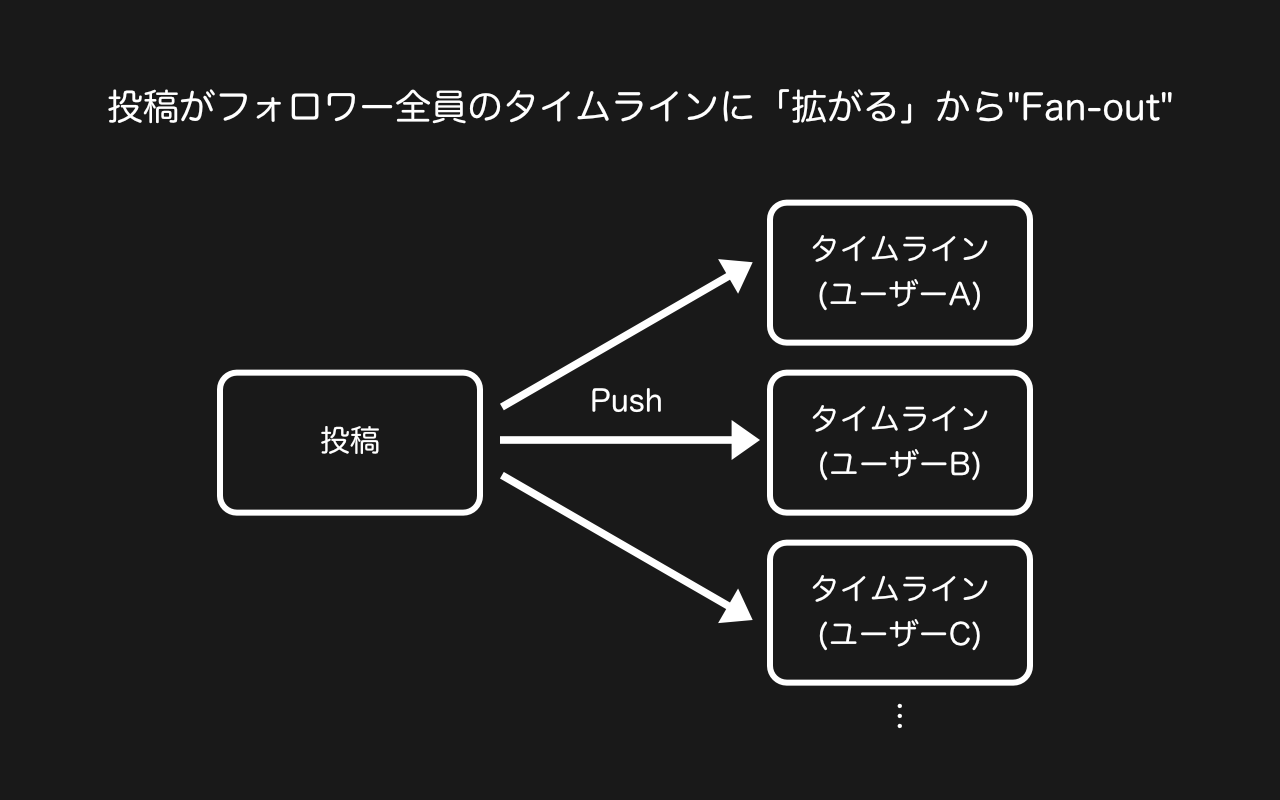 投稿がフォロワー全員のタイムラインに「拡がる」から"Fan-out"
タイムライン
(ユーザーA)
Push
投稿
タイムライン
(ユーザーB)
タイムライン
(ユーザーC)
⋮